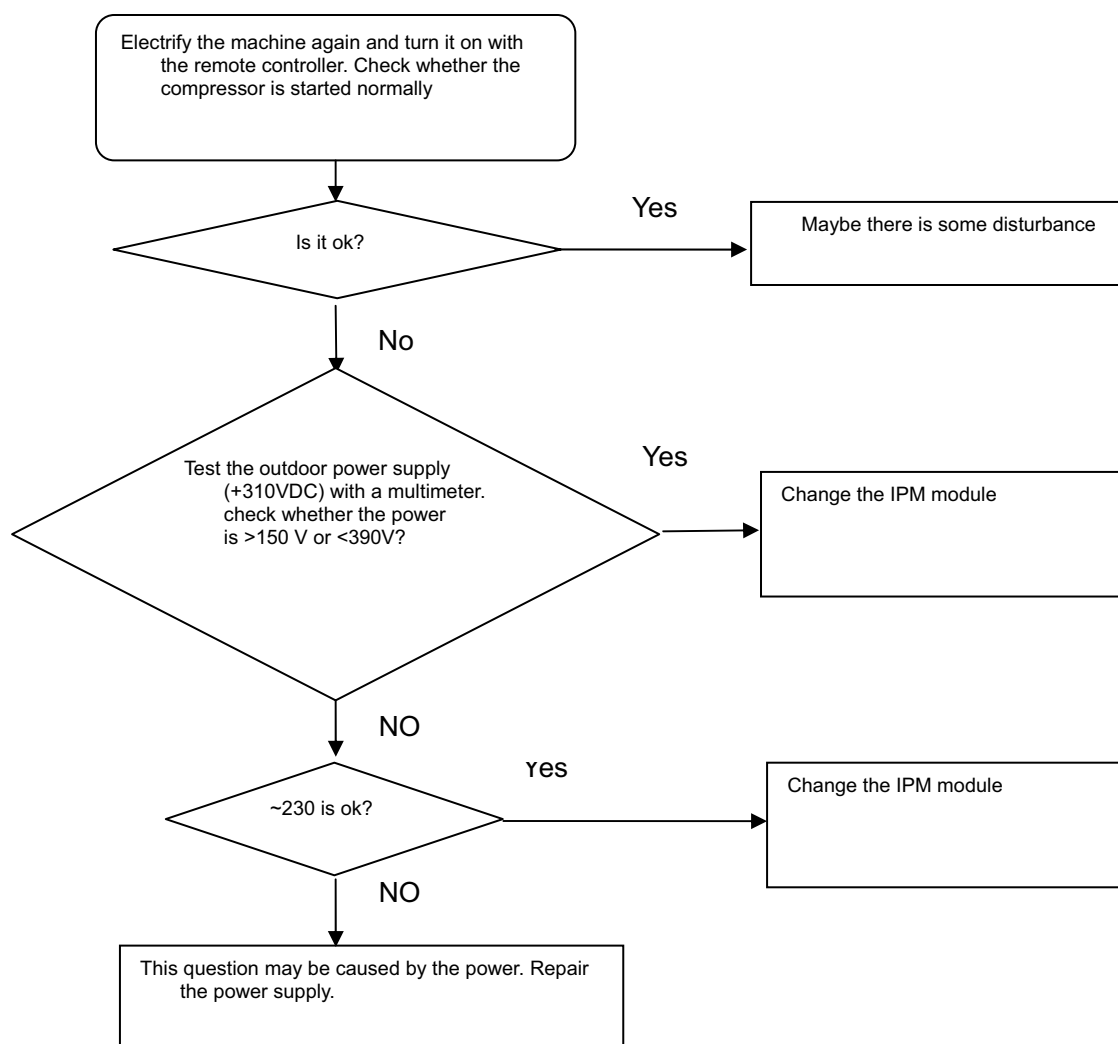 Electrify the machine again and turn it on with
the remote controller. Check whether the
compressor is started normally
Is it ok?
Yes
Maybe there is some disturbance
No
Test the outdoor power supply
(+310VDC) with a multimeter.
check whether the power
is >150 V or <390V?
Yes
Change the IPM module
NO
~230 is ok?
Yes
Change the IPM module
NO
This question may be caused by the power. Repair
the power supply.